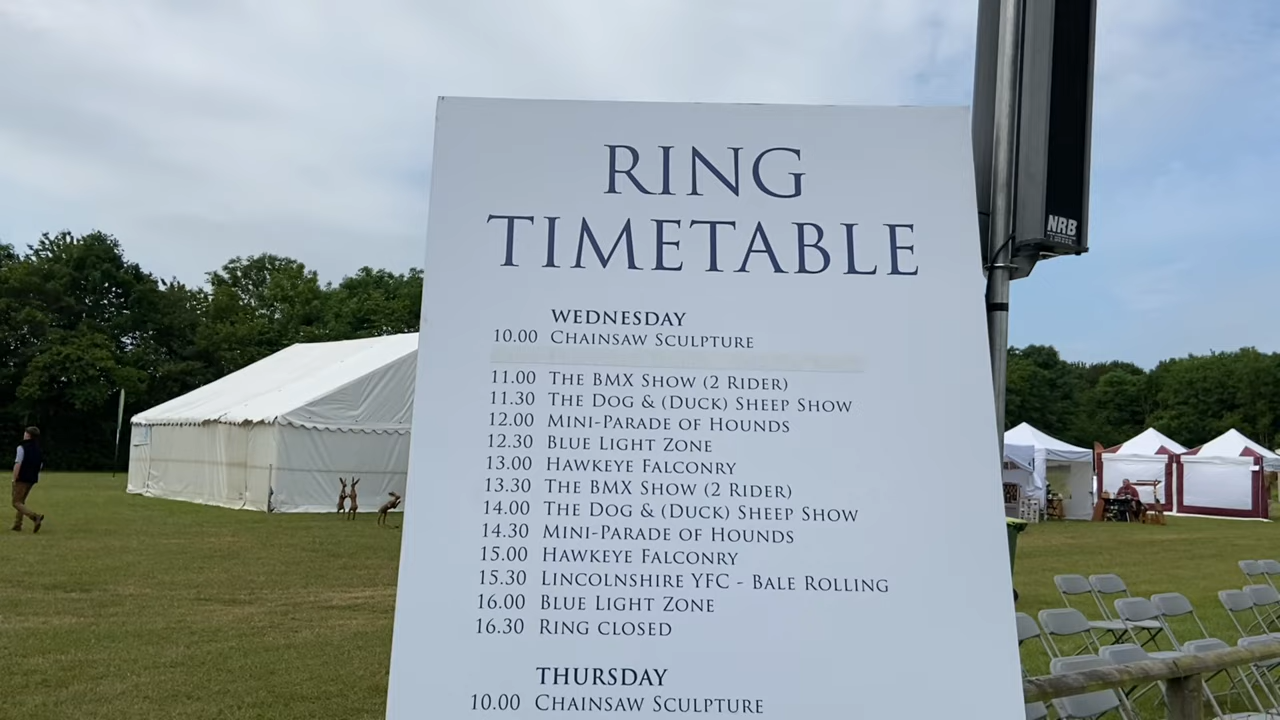 RING
TIMETABLE
WEDNESDAY
10.00 CHAINSAW SCULPTURE
11.00 THE BMX SHOW (2 RIDER)
11.30 THE DOG & (DUCK) SHEEP SHOW
12.00 MINI-PARADE OF HOUNDS
12.30 BLUE LIGHT ZONE
13.00 HAWKEYE FALCONRY
13.30 THE BMX SHOW (2 RIDER)
14.00 THE DOG & (DUCK) SHEEP SHOW
14.30 MINI-PARADE OF HOUNDS
15.00 HAWKEYE FALCONRY
15.30 LINCOLNSHIRE YFC - BALE ROLLING
16.00 BLUE LIGHT ZONE
16.30 RING CLOSED
THURSDAY
10.00 CHAINSAW SCULPTURE
NRB